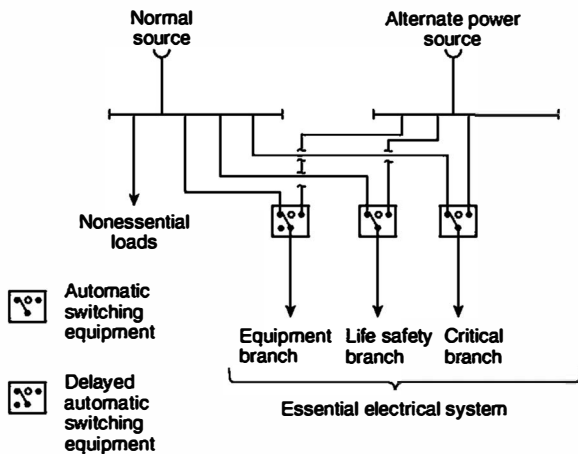 Normal
source
Alternate power
source
Nonessential
loads
Automatic
switching
equipment
Delayed
automatic
switching
equipment
Equipment
branch
Life safety
branch
Critical
branch
Essential electrical system